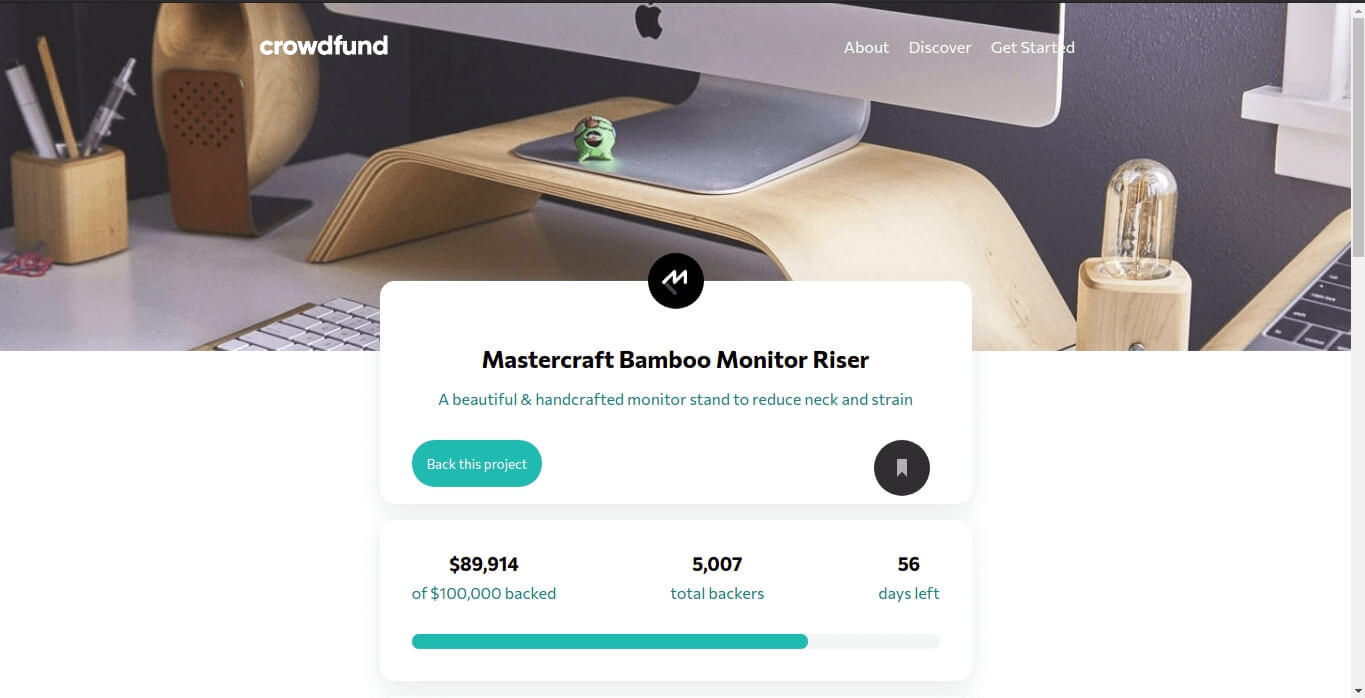 crowdfund
About Discover Get Started
Mastercraft Bamboo Monitor Riser
A beautiful & handcrafted monitor stand to reduce neck and strain
Back this project
$89,914 5,007 56
of $100,000 backed total backers days left